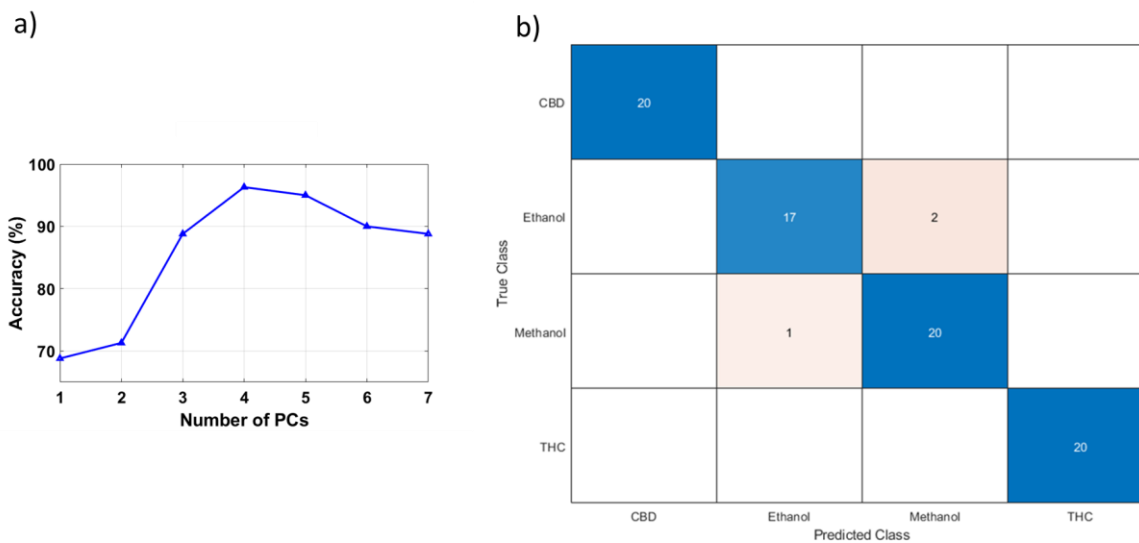 a)
100
90
80
70
Accuracy (%)
1 2 3 4 5 6 7
Number of PCs
b)
True Class
CBD
20
Ethanol
17 2
Methanol
1 20
THC
20
CBD Ethanol Methanol THC
Predicted Class